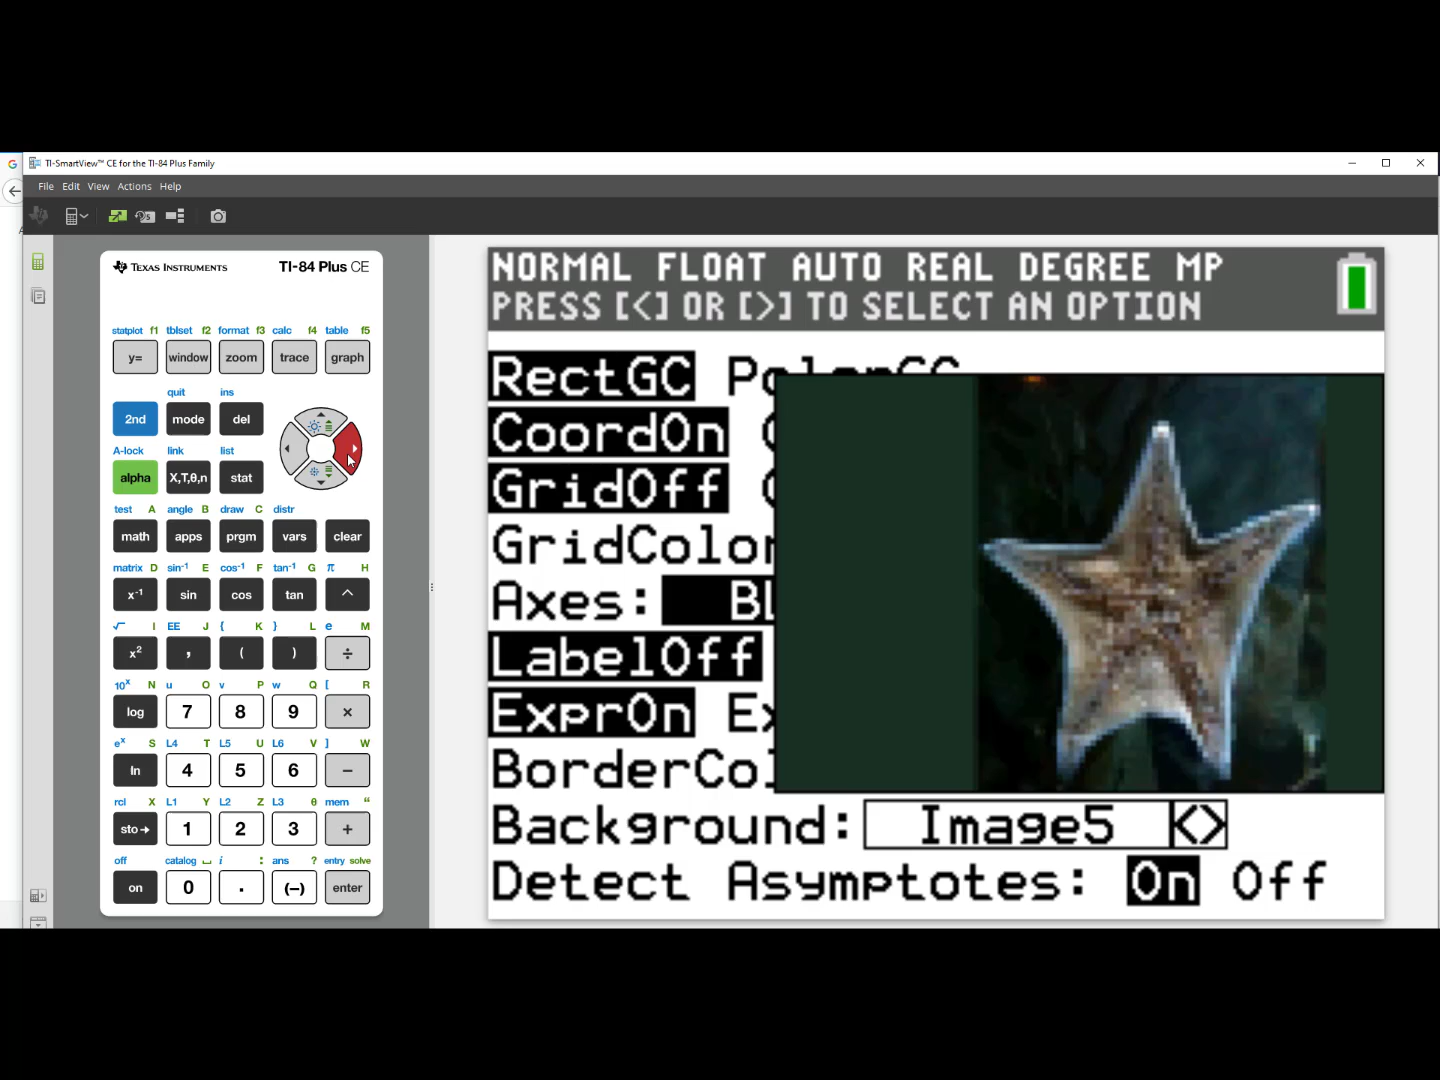 TI-SmartView™ CE for the TI-84 Plus Family
File Edit View Actions Help
TEXAS INSTRUMENTS TI-84 Plus CE
statplot f1 tblset f2 format f3 calc f4 table f5
y= window zoom trace graph
quit ins
2nd mode del
A-lock link list
alpha X,T,θ,n stat
test A angle B draw C distr
math apps prgm vars clear
matrix D sin-1 E cos-1 F tan-1 G π H
x-1 sin cos tan ^
√ I EE J { K } L e M
x2 , ( ) ÷
10x N u O v P w Q [ R
log 7 8 9 ×
ex S L4 T L5 U L6 V ] W
ln 4 5 6 −
rcl X L1 Y L2 Z L3 θ mem “
sto→ 1 2 3 +
off catalog ⎵ i : ans ? entry solve
on 0 . (−) enter
NORMAL FLOAT AUTO REAL DEGREE MP
PRESS [<] OR [>] TO SELECT AN OPTION
RectGC PolarGC
CoordOn
GridOff
GridColor
Axes: BL
LabelOff
ExprOn Ex
BorderCol
Background: Image5 <>
Detect Asymptotes: On Off